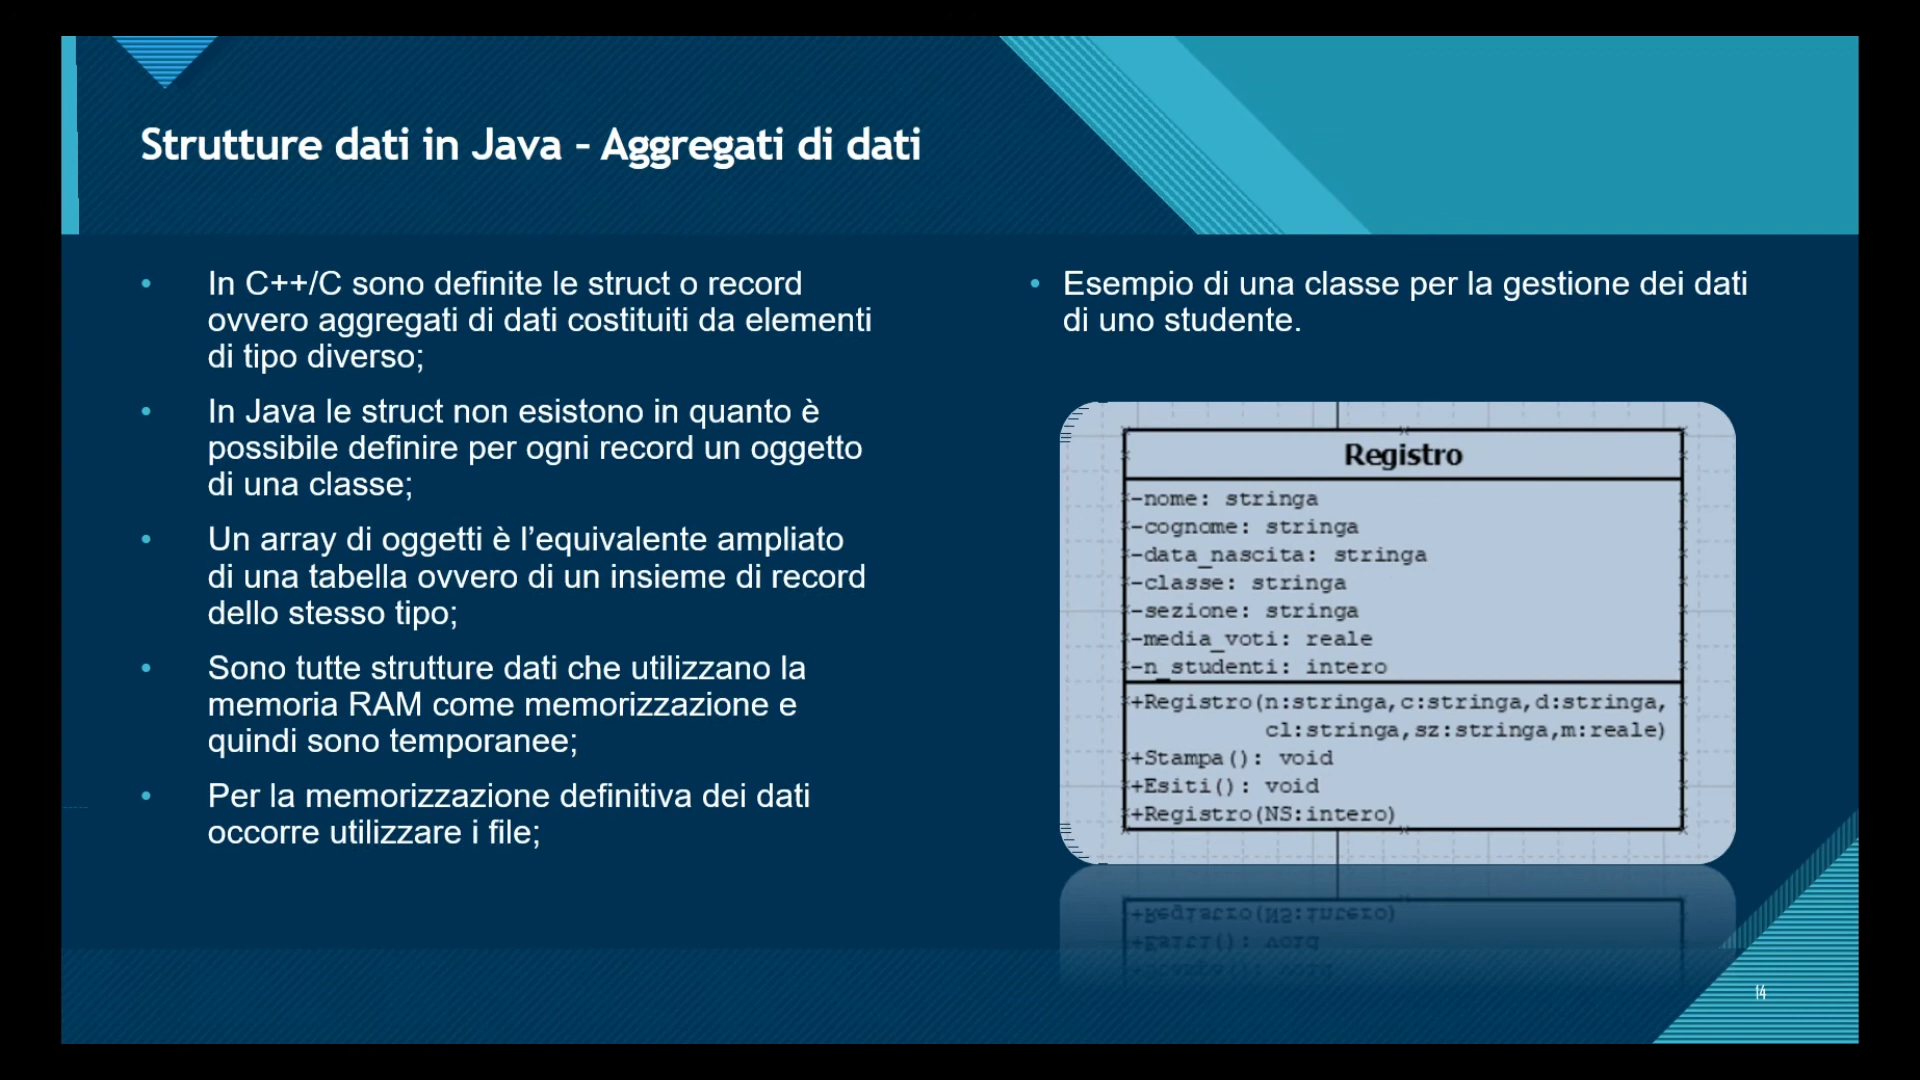 Strutture dati in Java – Aggregati di dati
• In C++/C sono definite le struct o record
ovvero aggregati di dati costituiti da elementi
di tipo diverso;
• In Java le struct non esistono in quanto è
possibile definire per ogni record un oggetto
di una classe;
• Un array di oggetti è l’equivalente ampliato
di una tabella ovvero di un insieme di record
dello stesso tipo;
• Sono tutte strutture dati che utilizzano la
memoria RAM come memorizzazione e
quindi sono temporanee;
• Per la memorizzazione definitiva dei dati
occorre utilizzare i file;
• Esempio di una classe per la gestione dei dati
di uno studente.
Registro
-nome: stringa
-cognome: stringa
-data_nascita: stringa
-classe: stringa
-sezione: stringa
-media_voti: reale
-n_studenti: intero
+Registro(n:stringa,c:stringa,d:stringa,
cl:stringa,sz:stringa,m:reale)
+Stampa(): void
+Esiti(): void
+Registro(NS:intero)
14